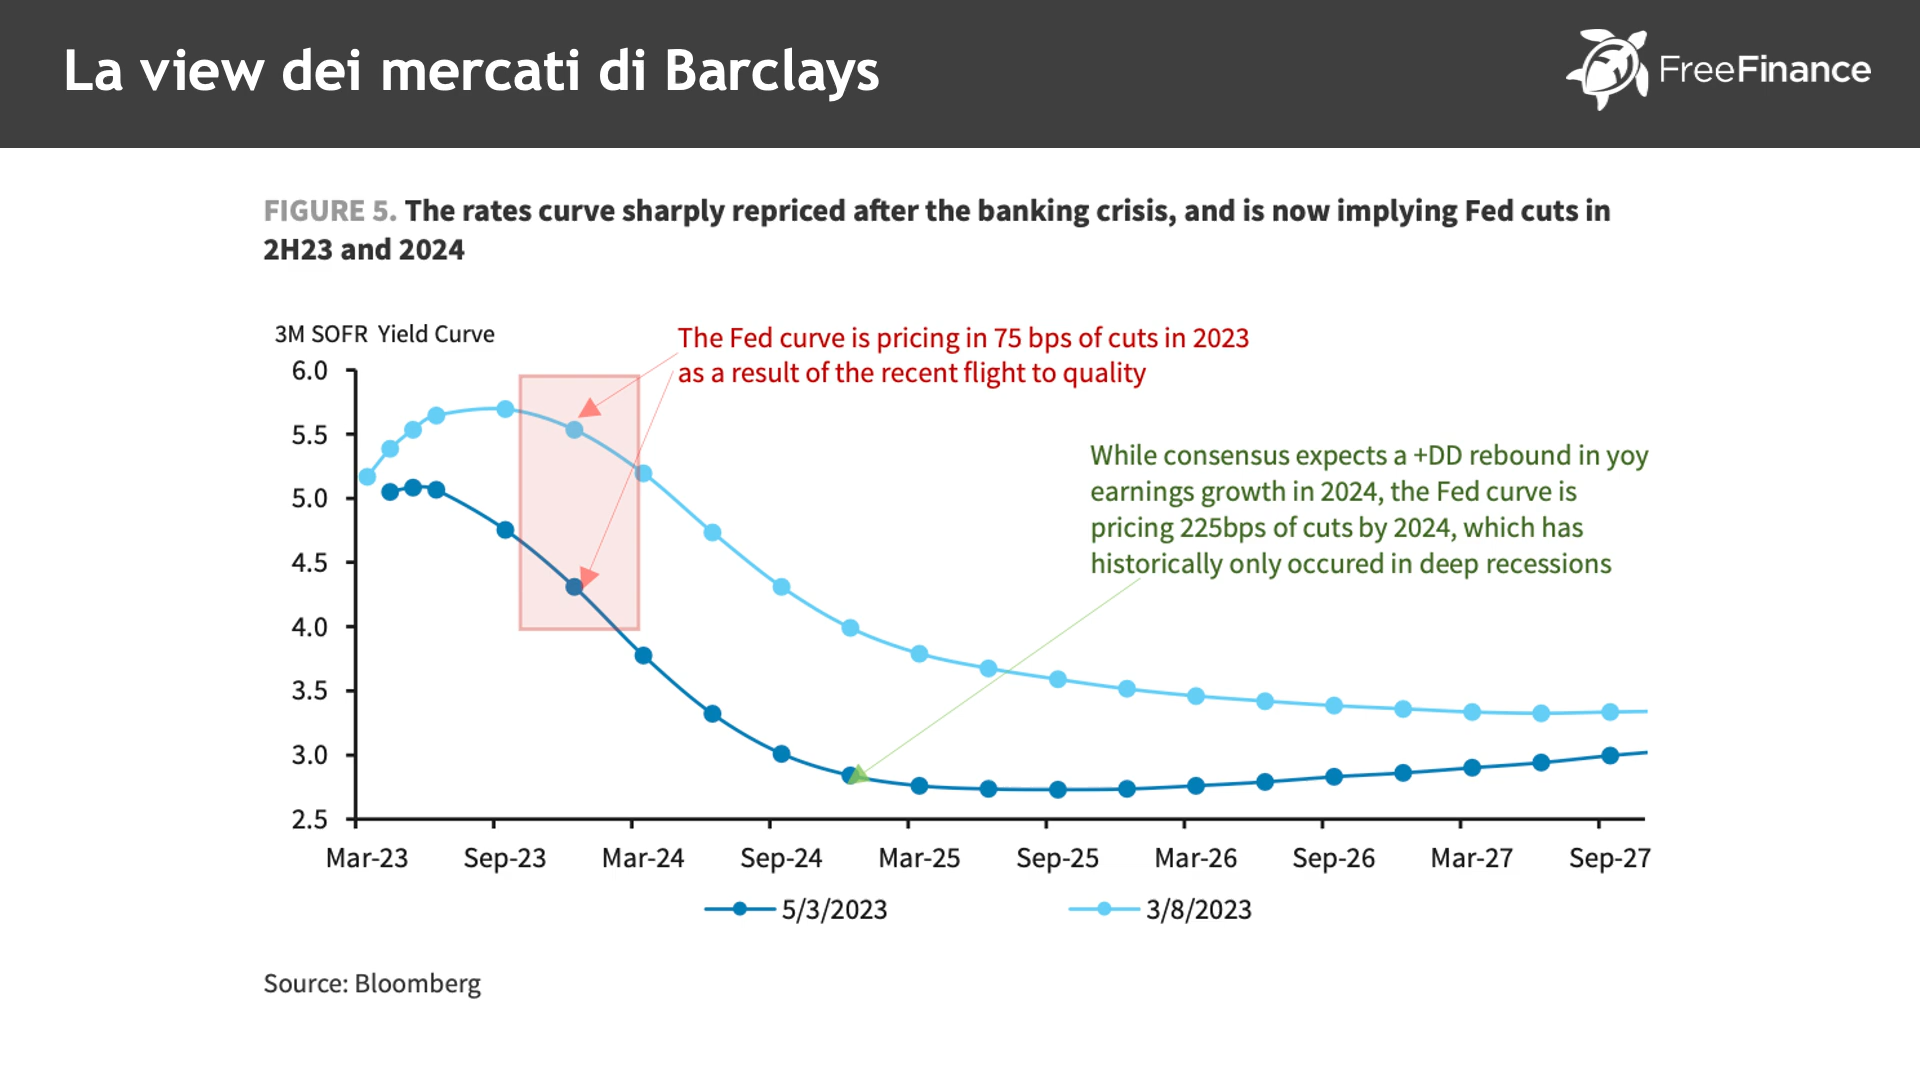 La view dei mercati di Barclays
FreeFinance
FIGURE 5. The rates curve sharply repriced after the banking crisis, and is now implying Fed cuts in
2H23 and 2024
3M SOFR Yield Curve
The Fed curve is pricing in 75 bps of cuts in 2023
as a result of the recent flight to quality
While consensus expects a +DD rebound in yoy
earnings growth in 2024, the Fed curve is
pricing 225bps of cuts by 2024, which has
historically only occured in deep recessions
6.0
5.5
5.0
4.5
4.0
3.5
3.0
2.5
Mar-23 Sep-23 Mar-24 Sep-24 Mar-25 Sep-25 Mar-26 Sep-26 Mar-27 Sep-27
5/3/2023 3/8/2023
Source: Bloomberg